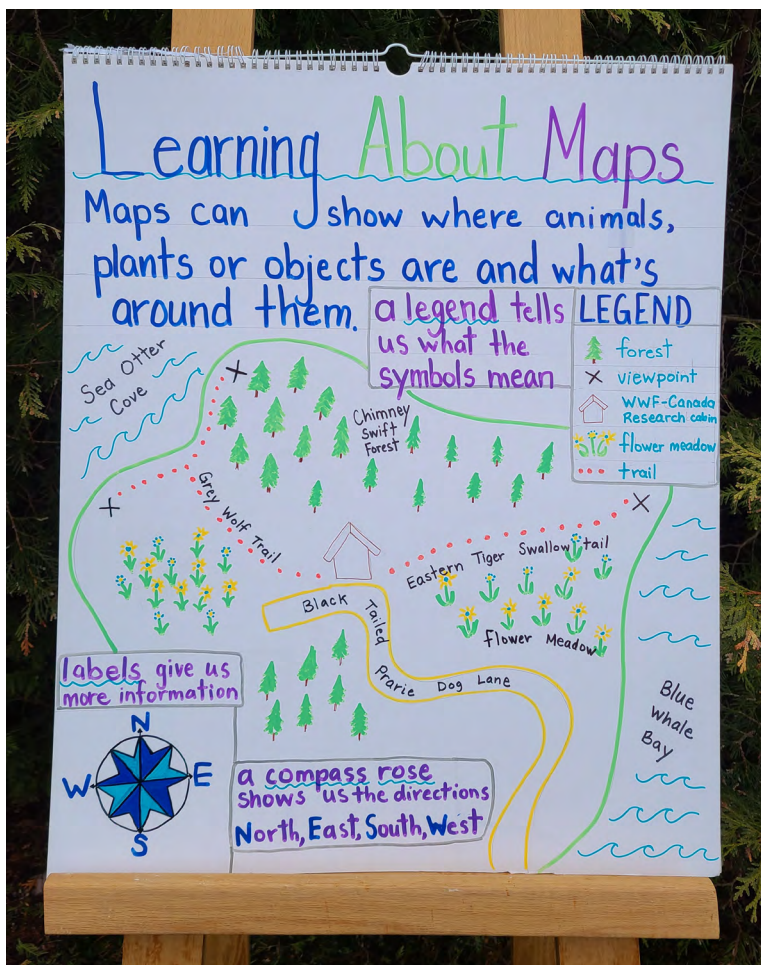 Learning About Maps
Maps can show where animals,
plants or objects are and what's
around them.
a legend tells
us what the
symbols mean
LEGEND
forest
viewpoint
WWF-Canada
Research cabin
flower meadow
trail
Sea Otter
Cove
Chimney
Swift
Forest
Grey Wolf Trail
Eastern Tiger Swallowtail
flower Meadow
Black Tailed
Prarie Dog Lane
Blue
Whale
Bay
labels give us
more information
N
W E
S
a compass rose
shows us the directions
North, East, South, West